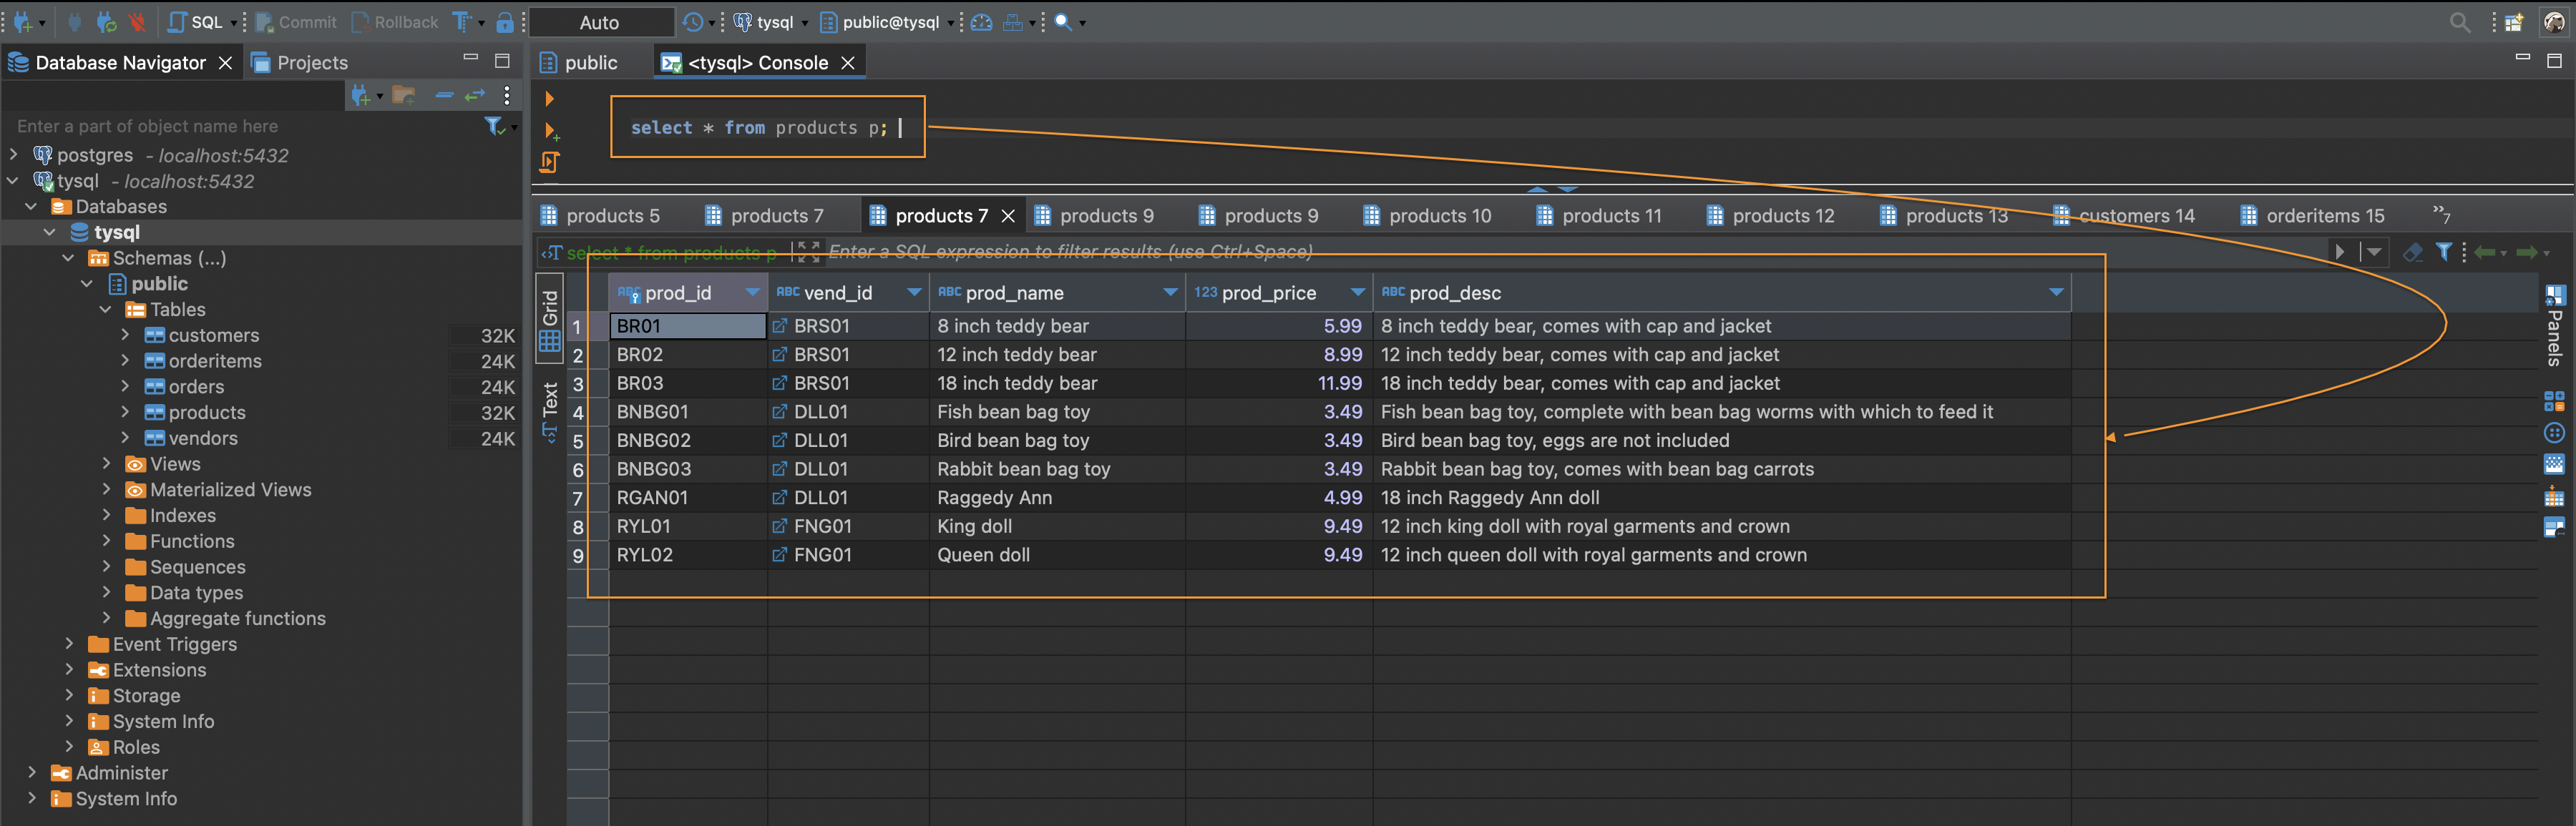 SQL Commit Rollback Auto tysql public@tysql
Database Navigator Projects
public <tysql> Console
Enter a part of object name here
postgres - localhost:5432
tysql - localhost:5432
Databases
tysql
Schemas (...)
public
Tables
customers 32K
orderitems 24K
orders 24K
products 32K
vendors 24K
Views
Materialized Views
Indexes
Functions
Sequences
Data types
Aggregate functions
Event Triggers
Extensions
Storage
System Info
Roles
Administer
System Info
select * from products p;
products 5 products 7 products 7 products 9 products 9 products 10 products 11 products 12 products 13 customers 14 orderitems 15 »7
select * from products p Enter a SQL expression to filter results (use Ctrl+Space)
Grid
Text
ABC prod_id ABC vend_id ABC prod_name 123 prod_price ABC prod_desc
1 BR01 BRS01 8 inch teddy bear 5.99 8 inch teddy bear, comes with cap and jacket
2 BR02 BRS01 12 inch teddy bear 8.99 12 inch teddy bear, comes with cap and jacket
3 BR03 BRS01 18 inch teddy bear 11.99 18 inch teddy bear, comes with cap and jacket
4 BNBG01 DLL01 Fish bean bag toy 3.49 Fish bean bag toy, complete with bean bag worms with which to feed it
5 BNBG02 DLL01 Bird bean bag toy 3.49 Bird bean bag toy, eggs are not included
6 BNBG03 DLL01 Rabbit bean bag toy 3.49 Rabbit bean bag toy, comes with bean bag carrots
7 RGAN01 DLL01 Raggedy Ann 4.99 18 inch Raggedy Ann doll
8 RYL01 FNG01 King doll 9.49 12 inch king doll with royal garments and crown
9 RYL02 FNG01 Queen doll 9.49 12 inch queen doll with royal garments and crown
Panels